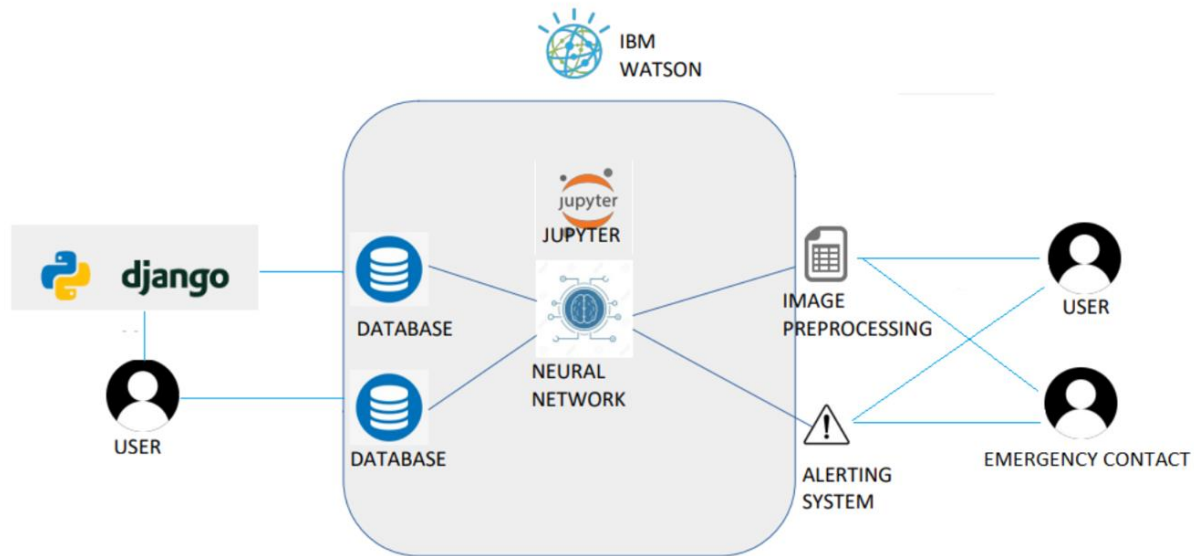 IBM
WATSON
jupyter
JUPYTER
django
DATABASE
IMAGE
PREPROCESSING
USER
NEURAL
NETWORK
USER
DATABASE
ALERTING
SYSTEM
EMERGENCY CONTACT